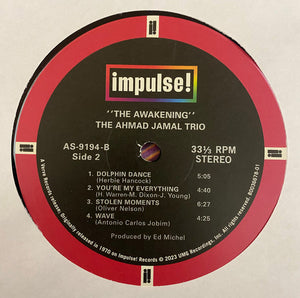 impulse!
"THE AWAKENING"
THE AHMAD JAMAL TRIO
AS-9194-B
Side 2
33⅓ RPM
STEREO
1. DOLPHIN DANCE 5:05
(Herbie Hancock)
2. YOU'RE MY EVERYTHING 4:40
(H. Warren-M. Dixon-J. Young)
3. STOLEN MOMENTS 6:27
(Oliver Nelson)
4. WAVE 4:25
(Antonio Carlos Jobim)
Produced by Ed Michel
A Verve Records release
originally released in 1970 on Impulse! Records © 2023 UMG Recordings, Inc.